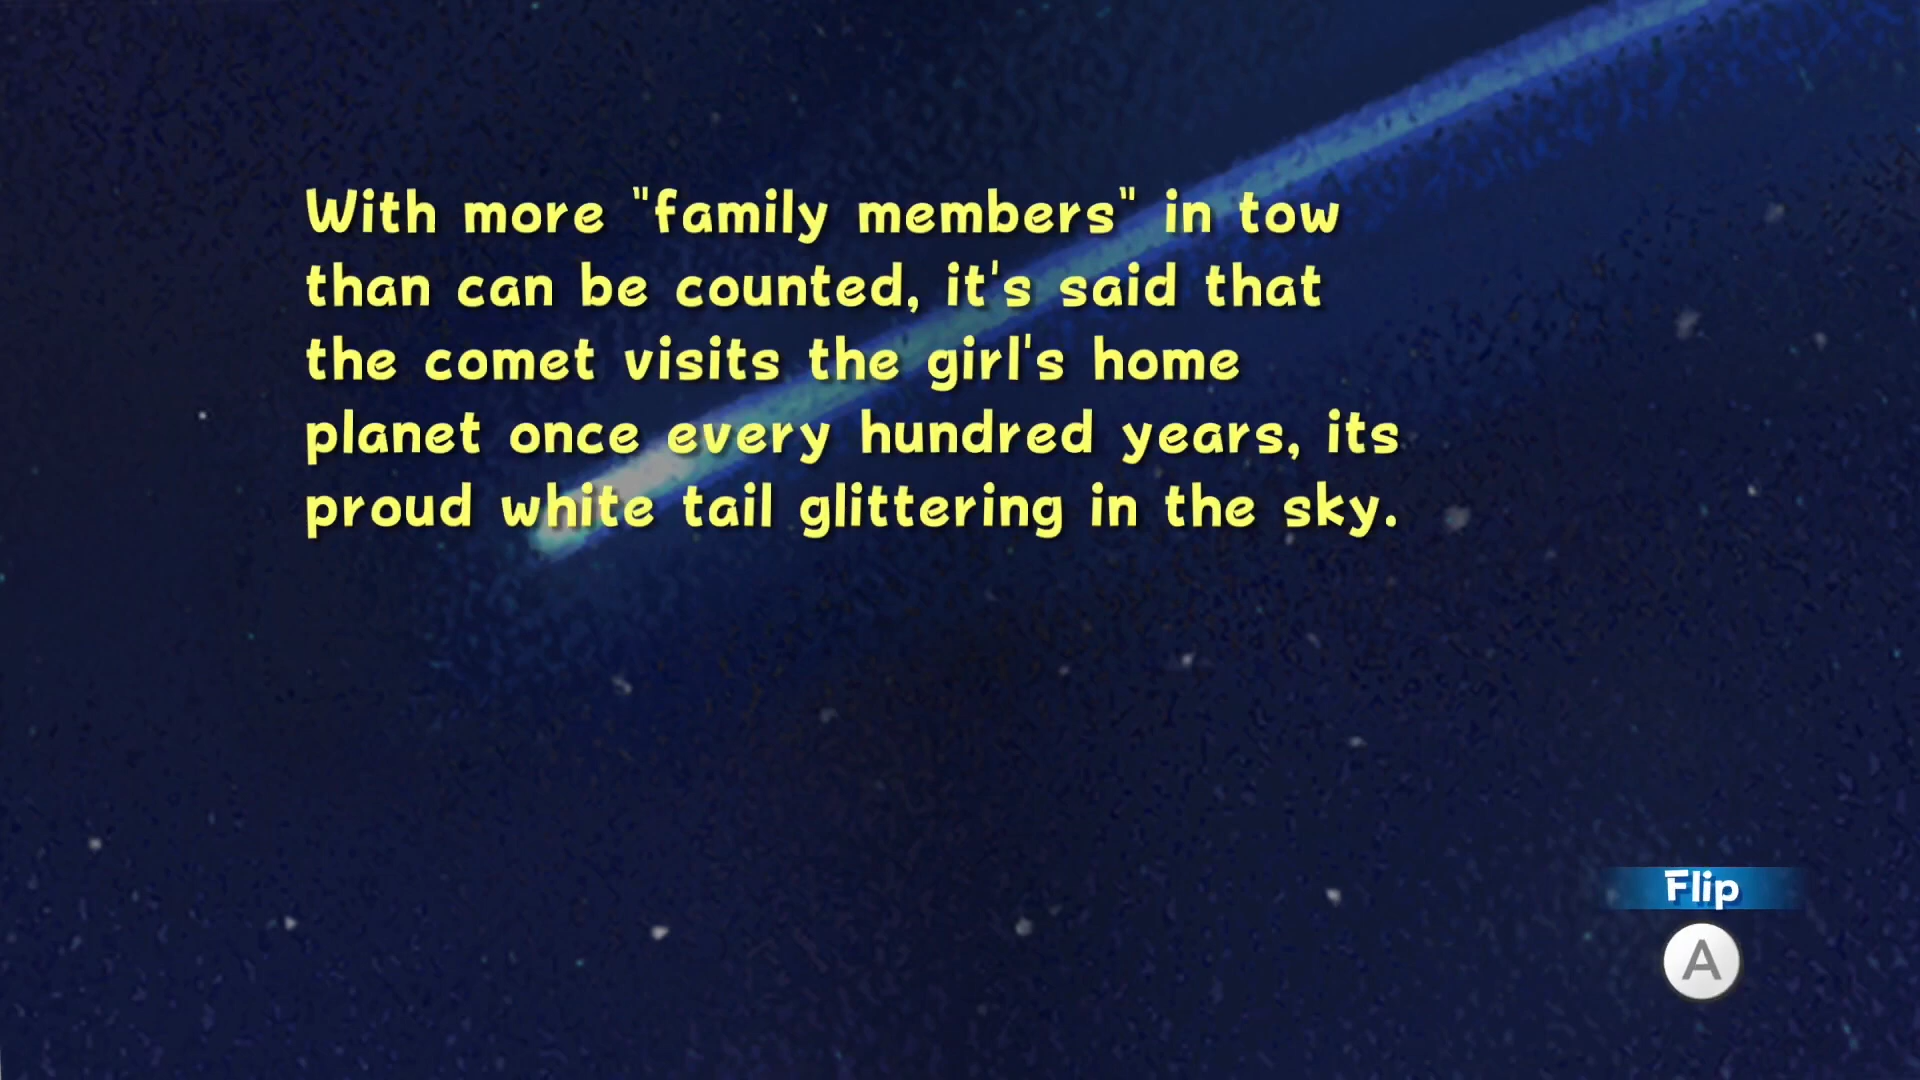 With more "family members" in tow
than can be counted, it's said that
the comet visits the girl's home
planet once every hundred years, its
proud white tail glittering in the sky.
Flip
A